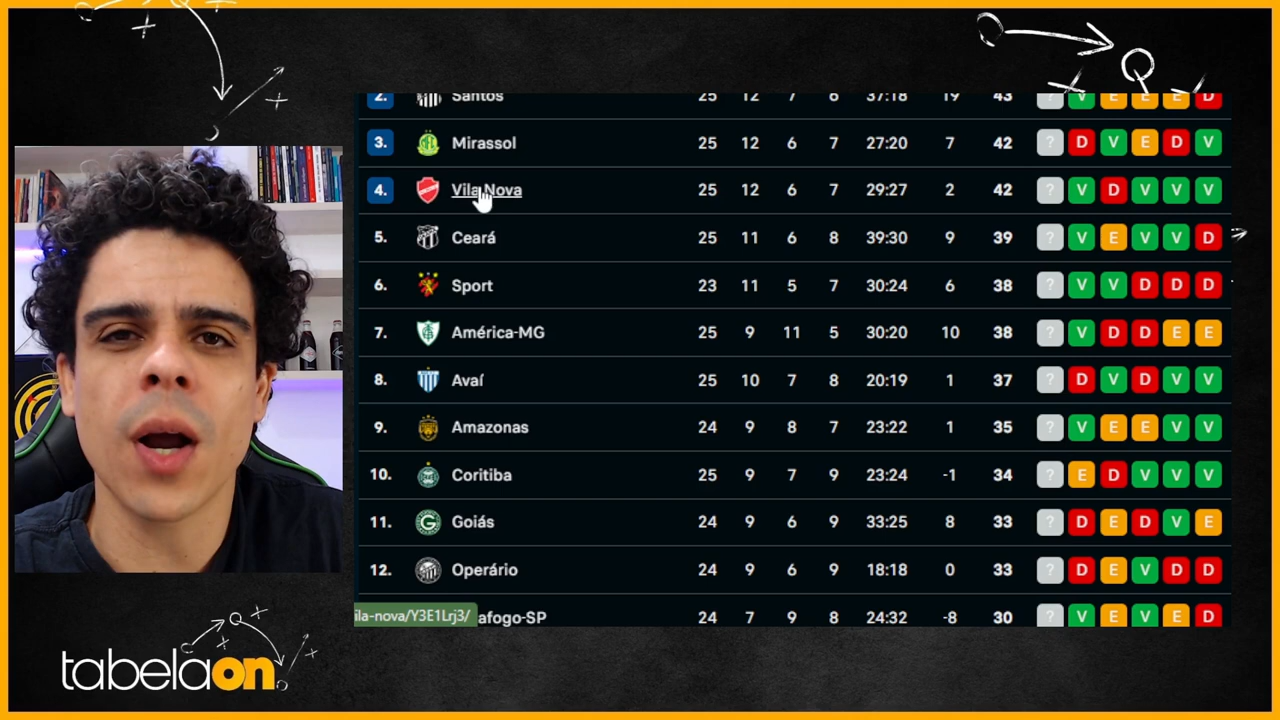 2. Santos 25 12 7 6 37:18 19 43 ? V E E E D
3. Mirassol 25 12 6 7 27:20 7 42 ? D V E D V
4. Vila Nova 25 12 6 7 29:27 2 42 ? V D V V V
5. Ceará 25 11 6 8 39:30 9 39 ? V E V V D
6. Sport 23 11 5 7 30:24 6 38 ? V V D D D
7. América-MG 25 9 11 5 30:20 10 38 ? V D D E E
8. Avaí 25 10 7 8 20:19 1 37 ? D V D V V
9. Amazonas 24 9 8 7 23:22 1 35 ? V E E V V
10. Coritiba 25 9 7 9 23:24 -1 34 ? E D V V V
11. Goiás 24 9 6 9 33:25 8 33 ? D E D V E
12. Operário 24 9 6 9 18:18 0 33 ? D E V D D
ila-nova/Y3E1Lrj3/ afogo-SP 24 7 9 8 24:32 -8 30 ? V E V E D
tabelaon